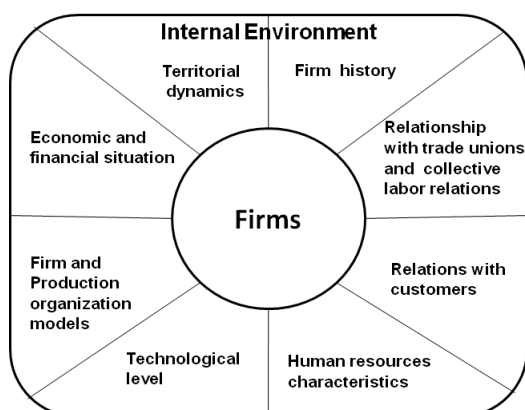 Internal Environment
Territorial
dynamics
Firm history
Economic and
financial situation
Relationship
with trade unions
and collective
labor relations
Firms
Firm and
Production
organization
models
Relations with
customers
Technological
level
Human resources
characteristics